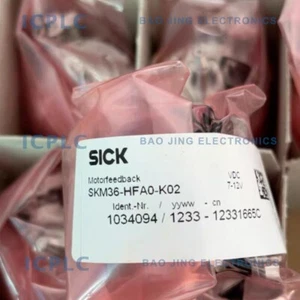 ICPLC
BAO JING ELECTRONICS
SICK
Motorfeedback
SKM36-HFA0-K02
VDC
7-12V
Ident.-Nr. / yyww - cn
1034094 / 1233 - 12331665C
ICPLC
BAO JING ELECTRONICS